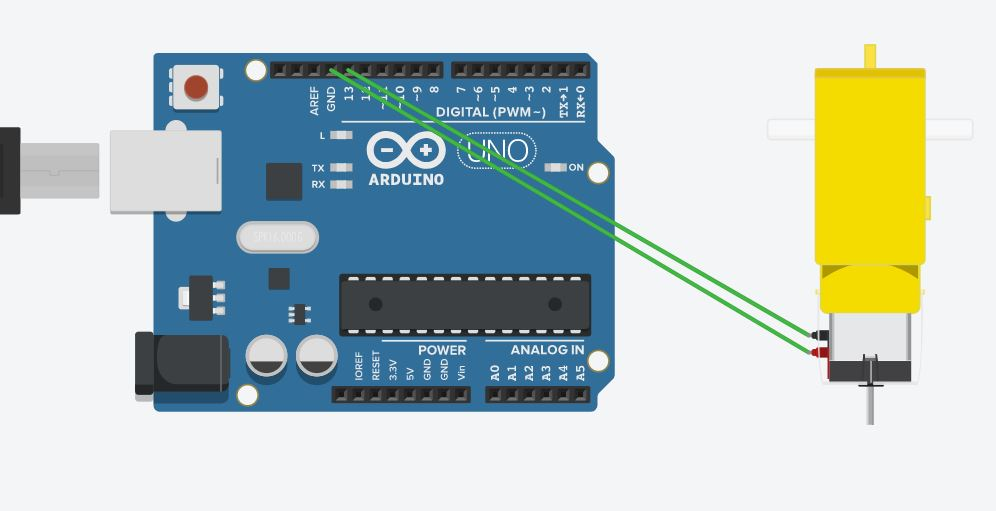 AREF
GND
13
12
~11
~10
~9
8
7
~6
~5
4
~3
2
TX→1
RX←0
DIGITAL (PWM~)
L
TX
RX
UNO
ARDUINO
ON
SPK16.000G
POWER
ANALOG IN
IOREF
RESET
3.3V
5V
GND
GND
Vin
A0
A1
A2
A3
A4
A5